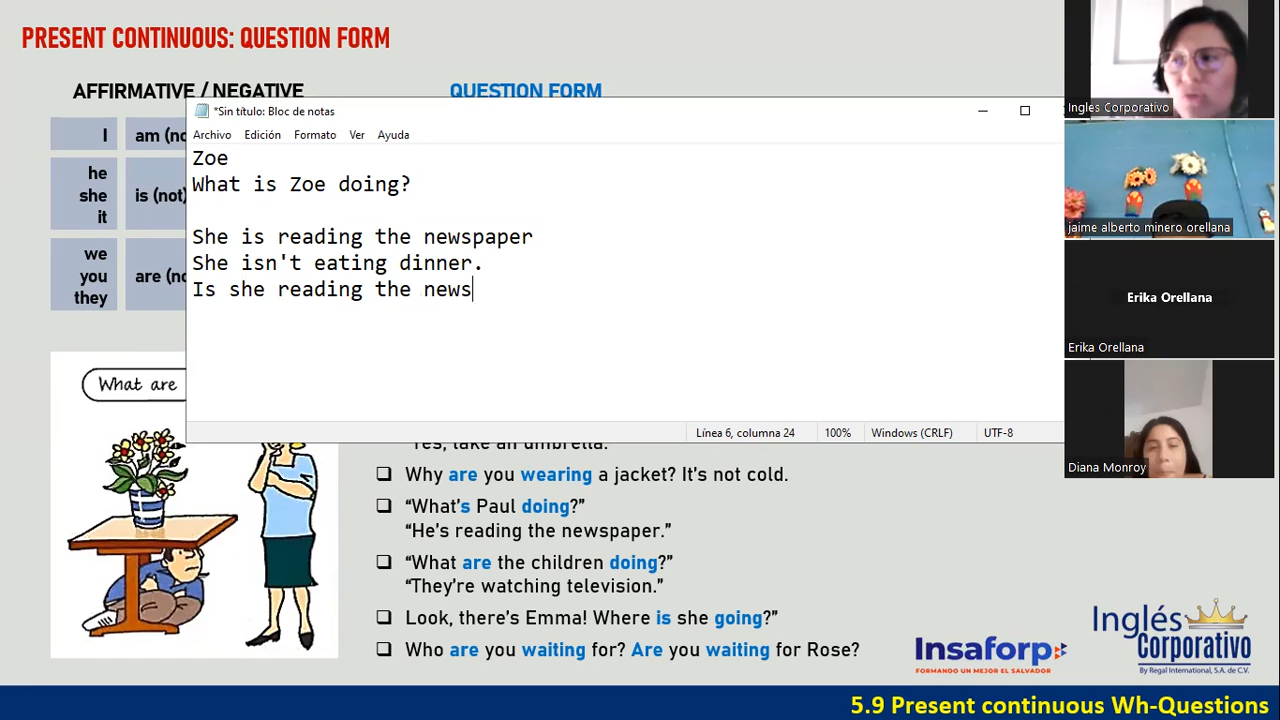 PRESENT CONTINUOUS: QUESTION FORM
AFFIRMATIVE / NEGATIVE
QUESTION FORM
I
am (no
he
she
it
is (not)
we
you
they
are (no
*Sin título: Bloc de notas
Archivo Edición Formato Ver Ayuda
Zoe
What is Zoe doing?
She is reading the newspaper
She isn't eating dinner.
Is she reading the news
Línea 6, columna 24 100% Windows (CRLF) UTF-8
What are
Yes, take an umbrella.
Why are you wearing a jacket? It's not cold.
“What's Paul doing?”
“He's reading the newspaper.”
“What are the children doing?”
“They're watching television.”
Look, there's Emma! Where is she going?”
Who are you waiting for? Are you waiting for Rose?
Insaforp
FORMANDO UN MEJOR EL SALVADOR
Inglés
Corporativo
By Regal International, S.A. de C.V.
5.9 Present continuous Wh-Questions
Ingles Corporativo
jaime alberto minero orellana
Erika Orellana
Erika Orellana
Diana Monroy